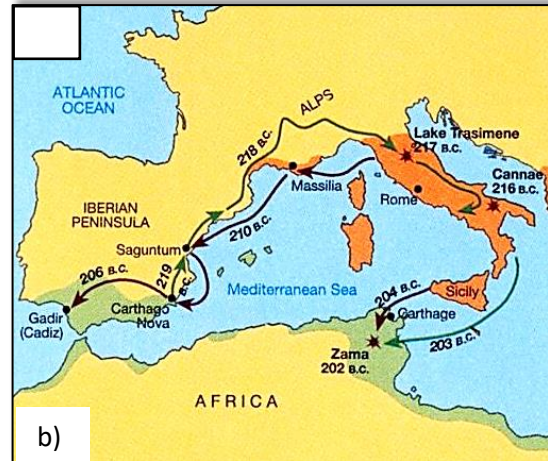 ATLANTIC
OCEAN
ALPS
218 B.C.
Lake Trasimene
217 B.C.
Cannae
216 B.C.
Massilia
Rome
IBERIAN
PENINSULA
210 B.C.
Saguntum
206 B.C.
219
B.C.
Mediterranean Sea
204 B.C.
Sicily
Gadir
(Cadiz)
Carthago
Nova
Carthage
203 B.C.
Zama
202 B.C.
AFRICA
b)